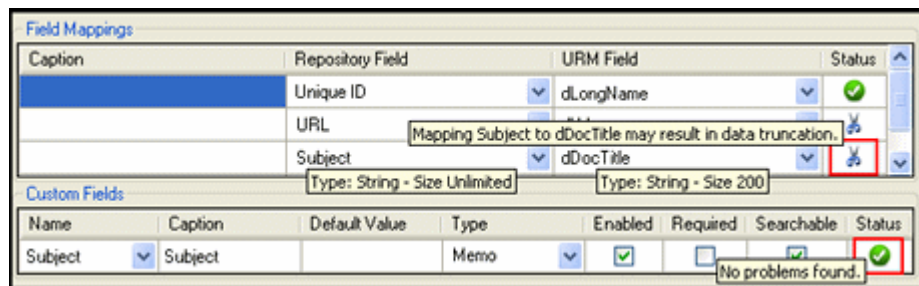 Field Mappings
Caption Repository Field URM Field Status
Unique ID dLongName
URL
Mapping Subject to dDocTitle may result in data truncation.
Subject dDocTitle
Type: String - Size Unlimited Type: String - Size 200
Custom Fields
Name Caption Default Value Type Enabled Required Searchable Status
Subject Subject Memo
No problems found.